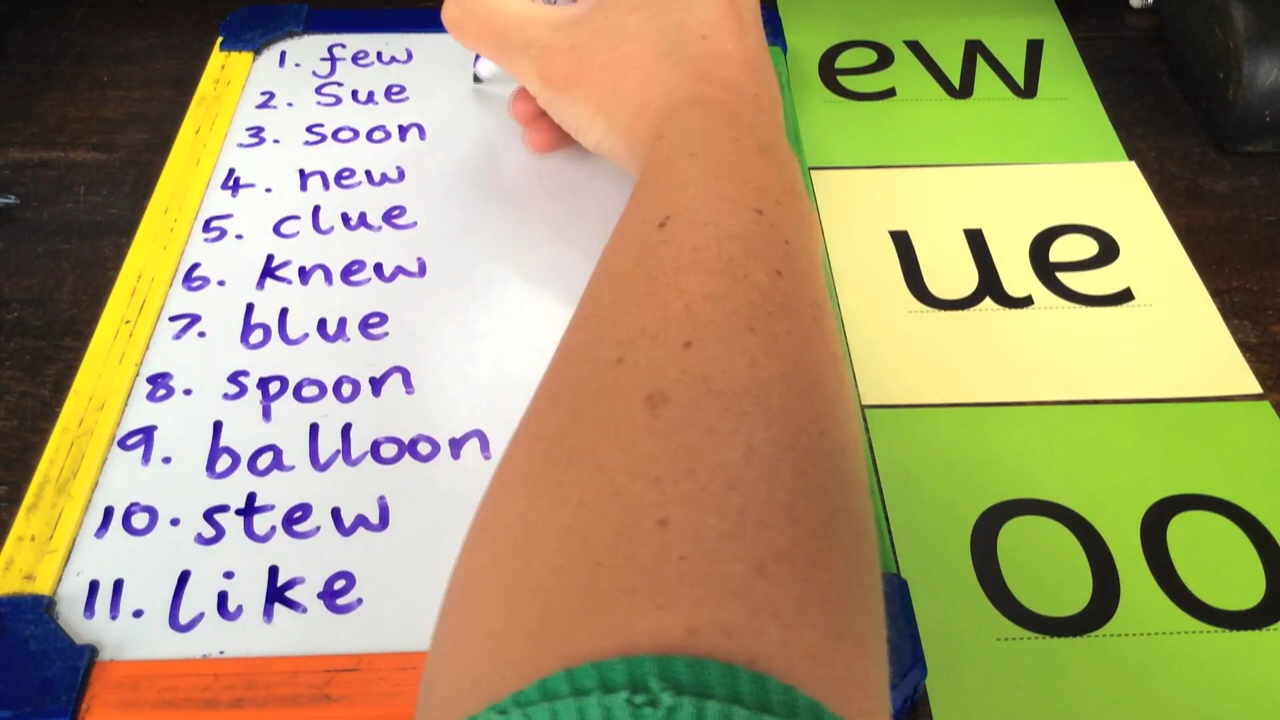 1. few
2. Sue
3. soon
4. new
5. clue
6. knew
7. blue
8. spoon
9. balloon
10. stew
11. like
ew
ue
oo